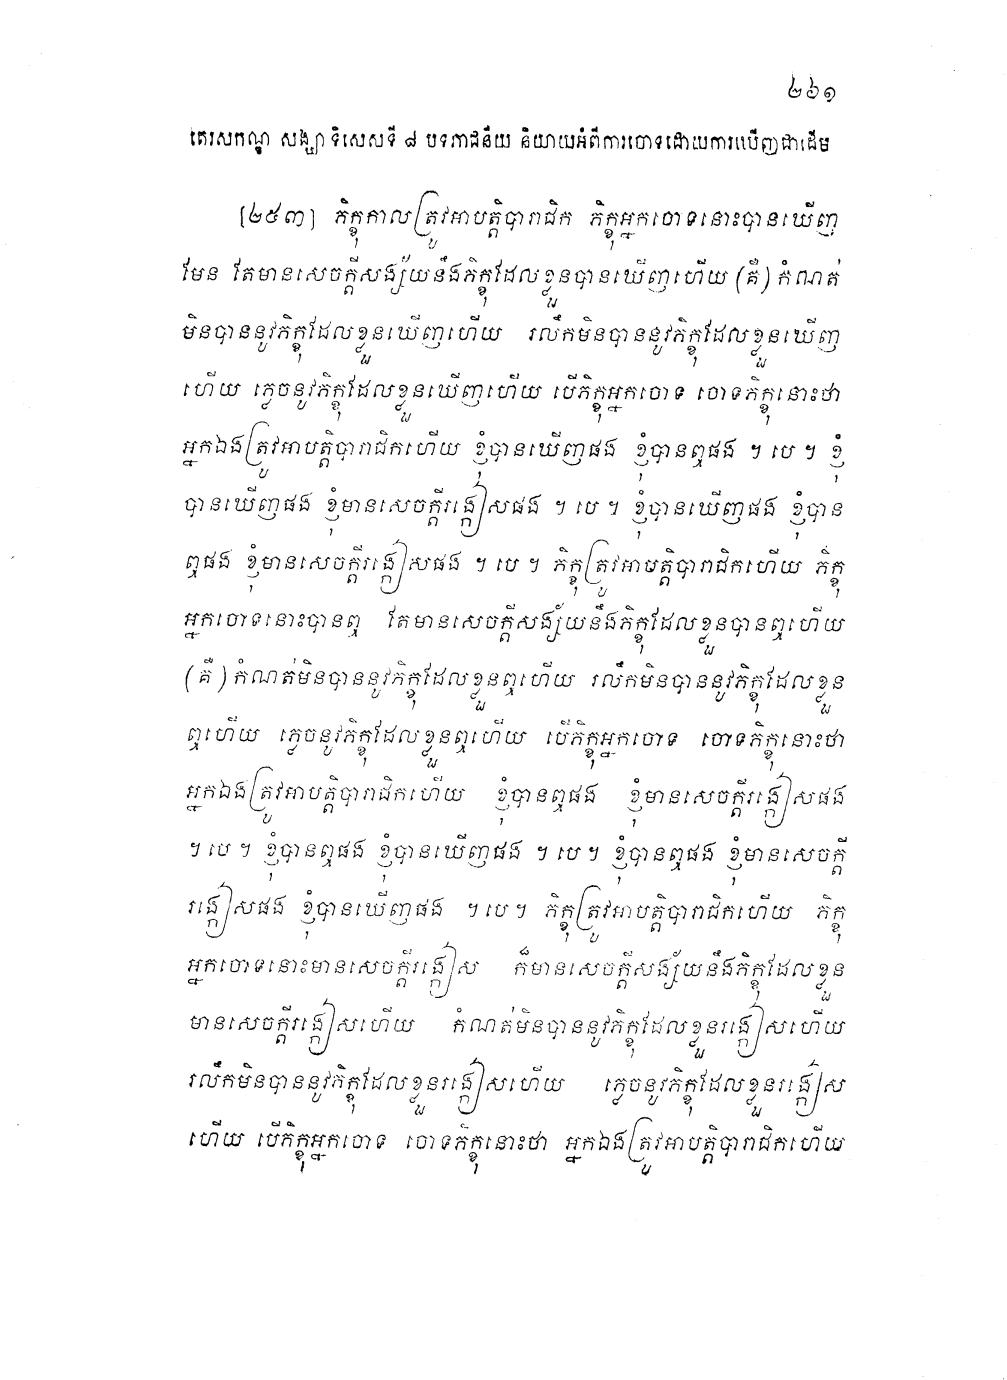 ២៦១
តេរសកណ្ឌ សង្ឃាទិសេសទី ៨ បទភាជនីយ និយាយអំពីការចោទដោយការឃើញជាដើម
[២៥៣] ភិក្ខុកាលត្រូវអាបត្តិបារាជិក ភិក្ខុអ្នកចោទនោះបានឃើញ
មែន តែមានសេចក្តីសង្ស័យនឹងភិក្ខុដែលខ្លួនបានឃើញហើយ (គឺ) កំណត់
មិនបាននូវភិក្ខុដែលខ្លួនឃើញហើយ រលឹកមិនបាននូវភិក្ខុដែលខ្លួនឃើញ
ហើយ ភ្លេចនូវភិក្ខុដែលខ្លួនឃើញហើយ បើភិក្ខុអ្នកចោទ ចោទភិក្ខុនោះថា
អ្នកឯងត្រូវអាបត្តិបារាជិកហើយ ខ្ញុំបានឃើញផង ខ្ញុំបានឮផង ។ បេ ។ ខ្ញុំ
បានឃើញផង ខ្ញុំមានសេចក្តីរង្កៀសផង ។ បេ ។ ខ្ញុំបានឃើញផង ខ្ញុំបាន
ឮផង ខ្ញុំមានសេចក្តីរង្កៀសផង ។ បេ ។ ភិក្ខុត្រូវអាបត្តិបារាជិកហើយ ភិក្ខុ
អ្នកចោទនោះបានឮ តែមានសេចក្តីសង្ស័យនឹងភិក្ខុដែលខ្លួនបានឮហើយ
(គឺ) កំណត់មិនបាននូវភិក្ខុដែលខ្លួនឮហើយ រលឹកមិនបាននូវភិក្ខុដែលខ្លួន
ឮហើយ ភ្លេចនូវភិក្ខុដែលខ្លួនឮហើយ បើភិក្ខុអ្នកចោទ ចោទភិក្ខុនោះថា
អ្នកឯងត្រូវអាបត្តិបារាជិកហើយ ខ្ញុំបានឮផង ខ្ញុំមានសេចក្តីរង្កៀសផង
។ បេ ។ ខ្ញុំបានឮផង ខ្ញុំបានឃើញផង ។ បេ ។ ខ្ញុំបានឮផង ខ្ញុំមានសេចក្តី
រង្កៀសផង ខ្ញុំបានឃើញផង ។ បេ ។ ភិក្ខុត្រូវអាបត្តិបារាជិកហើយ ភិក្ខុ
អ្នកចោទនោះមានសេចក្តីរង្កៀស ក៏មានសេចក្តីសង្ស័យនឹងភិក្ខុដែលខ្លួន
មានសេចក្តីរង្កៀសហើយ កំណត់មិនបាននូវភិក្ខុដែលខ្លួនរង្កៀសហើយ
រលឹកមិនបាននូវភិក្ខុដែលខ្លួនរង្កៀសហើយ ភ្លេចនូវភិក្ខុដែលខ្លួនរង្កៀស
ហើយ បើភិក្ខុអ្នកចោទ ចោទភិក្ខុនោះថា អ្នកឯងត្រូវអាបត្តិបារាជិកហើយ